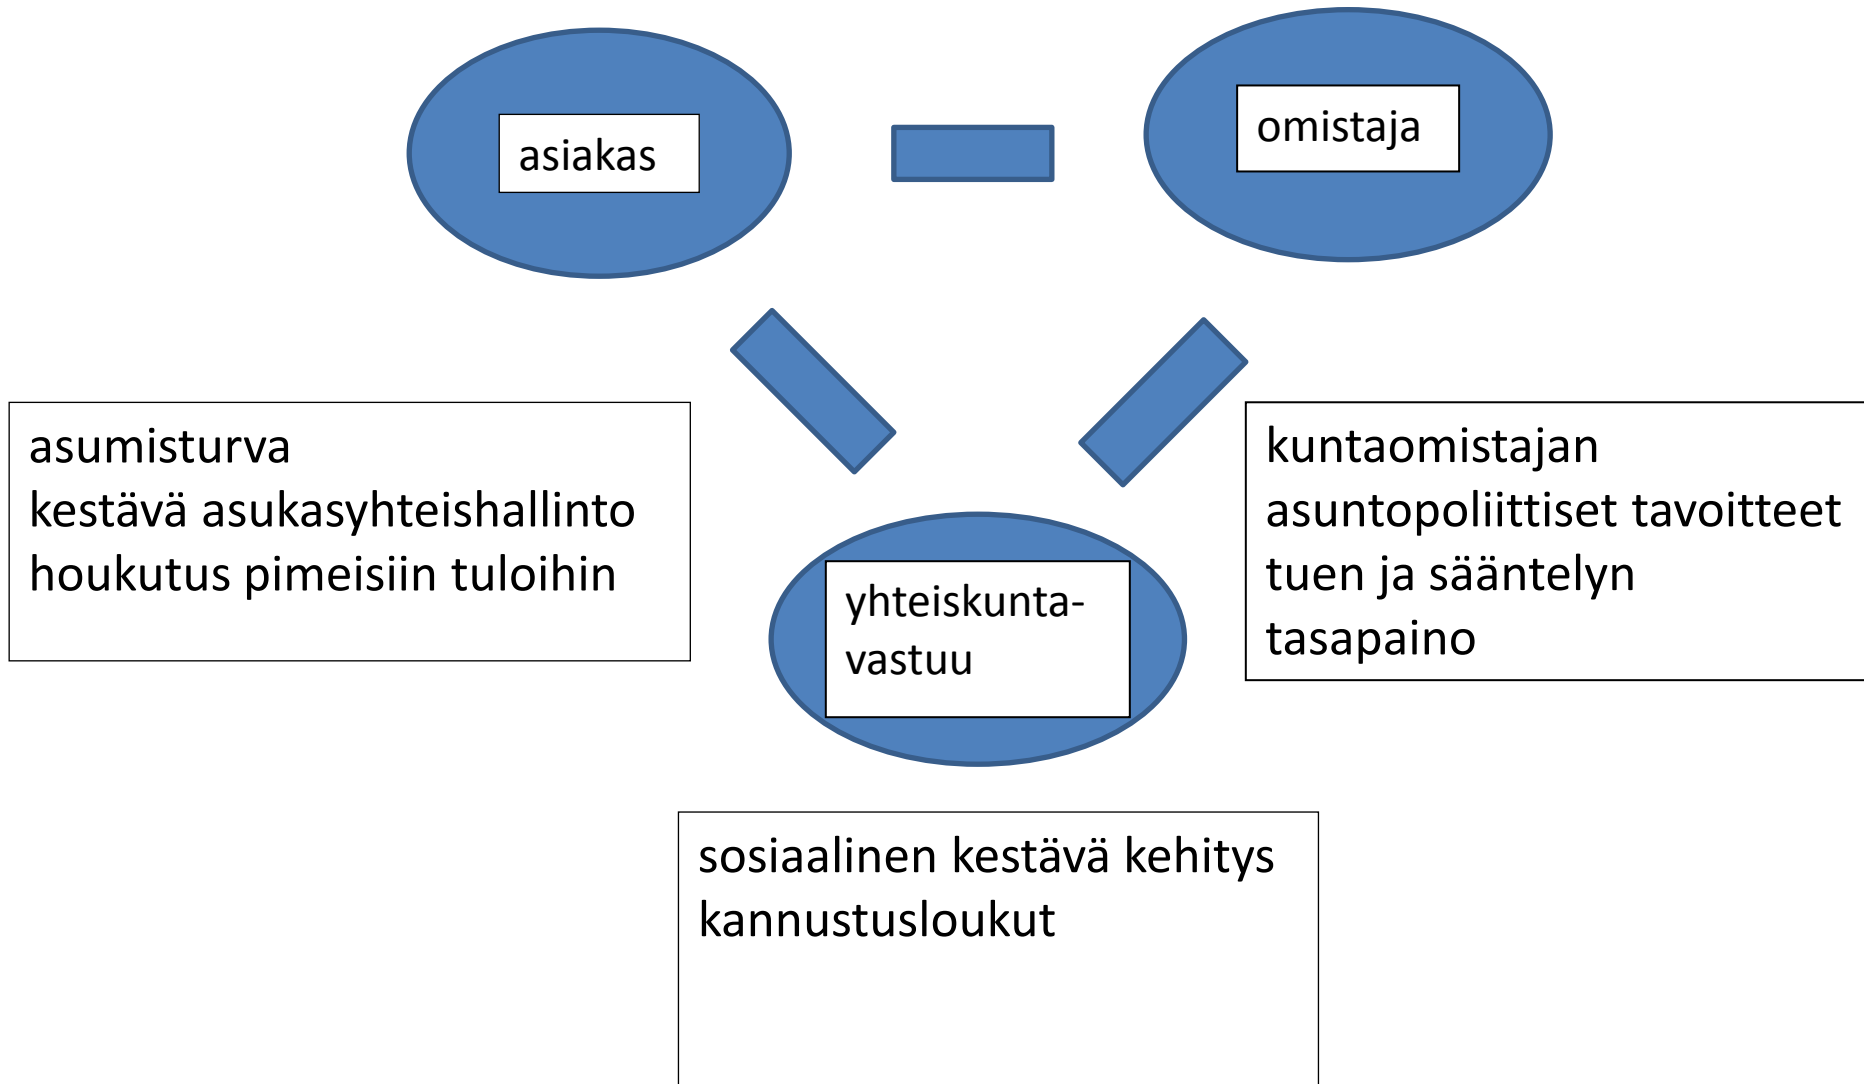 asiakas
omistaja
asumisturva
kestävä asukasyhteishallinto
houkutus pimeisiin tuloihin
kuntaomistajan
asuntopoliittiset tavoitteet
tuen ja sääntelyn
tasapaino
yhteiskunta-
vastuu
sosiaalinen kestävä kehitys
kannustusloukut